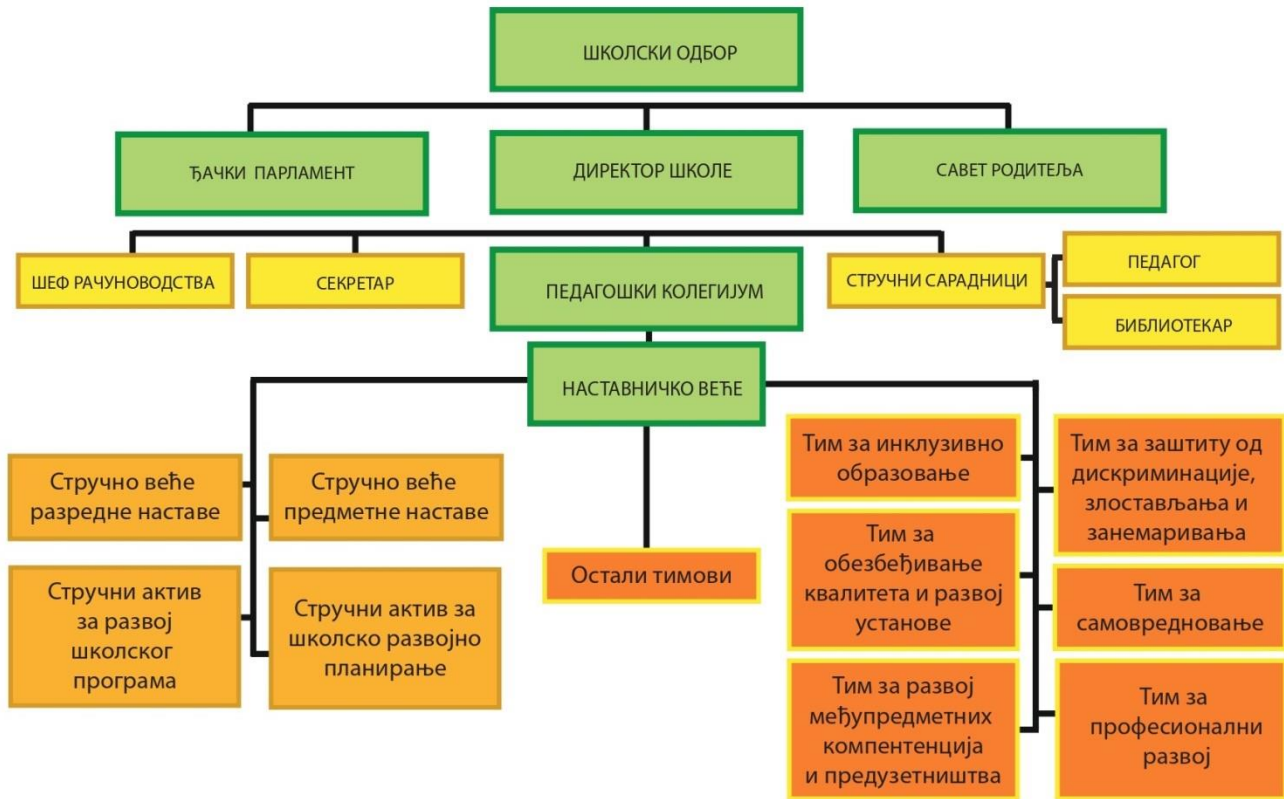 ШКОЛСКИ ОДБОР
ЂАЧКИ ПАРЛАМЕНТ
ДИРЕКТОР ШКОЛЕ
САВЕТ РОДИТЕЉА
ШЕФ РАЧУНОВОДСТВА
СЕКРЕТАР
ПЕДАГОШКИ КОЛЕГИЈУМ
СТРУЧНИ САРАДНИЦИ
ПЕДАГОГ
БИБЛИОТЕКАР
НАСТАВНИЧКО ВЕЋЕ
Стручно веће
разредне наставе
Стручно веће
предметне наставе
Стручни актив
за развој
школског
програма
Стручни актив за
школско развојно
планирање
Остали тимови
Тим за инклузивно
образовање
Тим за заштиту од
дискриминације,
злостављања и
занемаривања
Тим за
обезбеђивање
квалитета и развој
установе
Тим за
самовредновање
Тим за развој
међупредметних
компентенција
и предузетништва
Тим за
професионални
развој